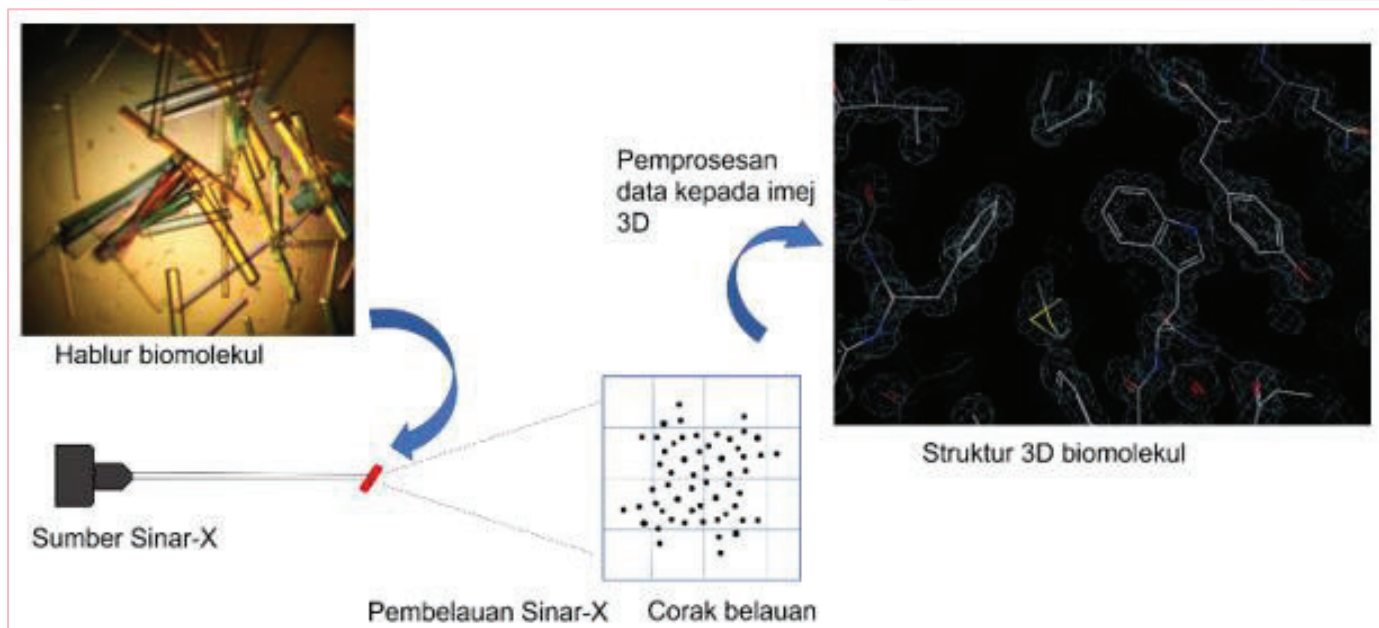 Hablur biomolekul
Sumber Sinar-X
Pembelauan Sinar-X
Corak belauan
Pemprosesan
data kepada imej
3D
Struktur 3D biomolekul